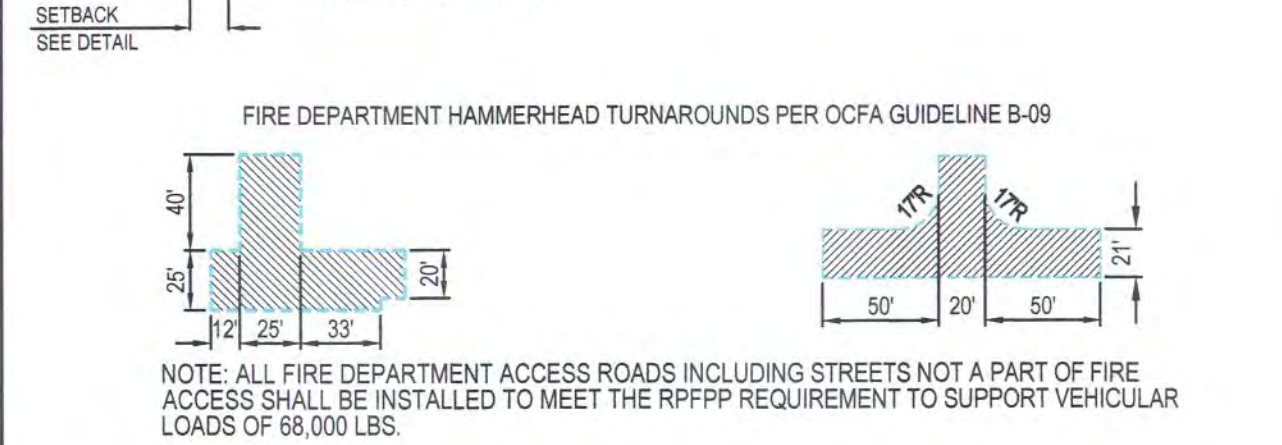 SETBACK
SEE DETAIL
FIRE DEPARTMENT HAMMERHEAD TURNAROUNDS PER OCFA GUIDELINE B-09
40'
25'
12' 25' 33'
20'
17'R 17'R
21'
50' 20' 50'
NOTE: ALL FIRE DEPARTMENT ACCESS ROADS INCLUDING STREETS NOT A PART OF FIRE
ACCESS SHALL BE INSTALLED TO MEET THE RPFPP REQUIREMENT TO SUPPORT VEHICULAR
LOADS OF 68,000 LBS.